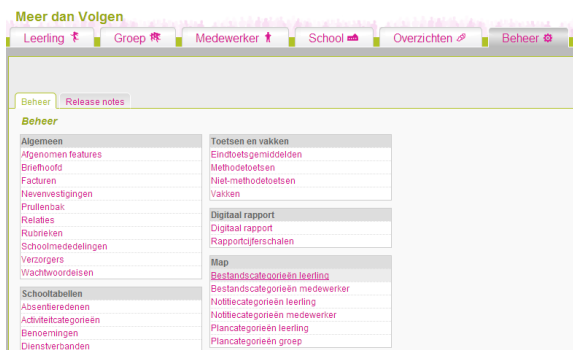 Meer dan Volgen
Leerling Groep Medewerker School Overzichten Beheer
Beheer Release notes
Beheer
Algemeen
Afgenomen features
Briefhoofd
Facturen
Nevenvestigingen
Prullenbak
Relaties
Rubrieken
Schoolmededelingen
Verzorgers
Wachtwoordeisen
Schooltabellen
Absentieredenen
Activiteitcategorieën
Benoemingen
Dienstverbanden
Toetsen en vakken
Eindtoetsgemiddelden
Methodetoetsen
Niet-methodetoetsen
Vakken
Digitaal rapport
Digitaal rapport
Rapportcijferschalen
Map
Bestandscategorieën leerling
Bestandscategorieën medewerker
Notitiecategorieën leerling
Notitiecategorieën medewerker
Plancategorieën leerling
Plancategorieën groep